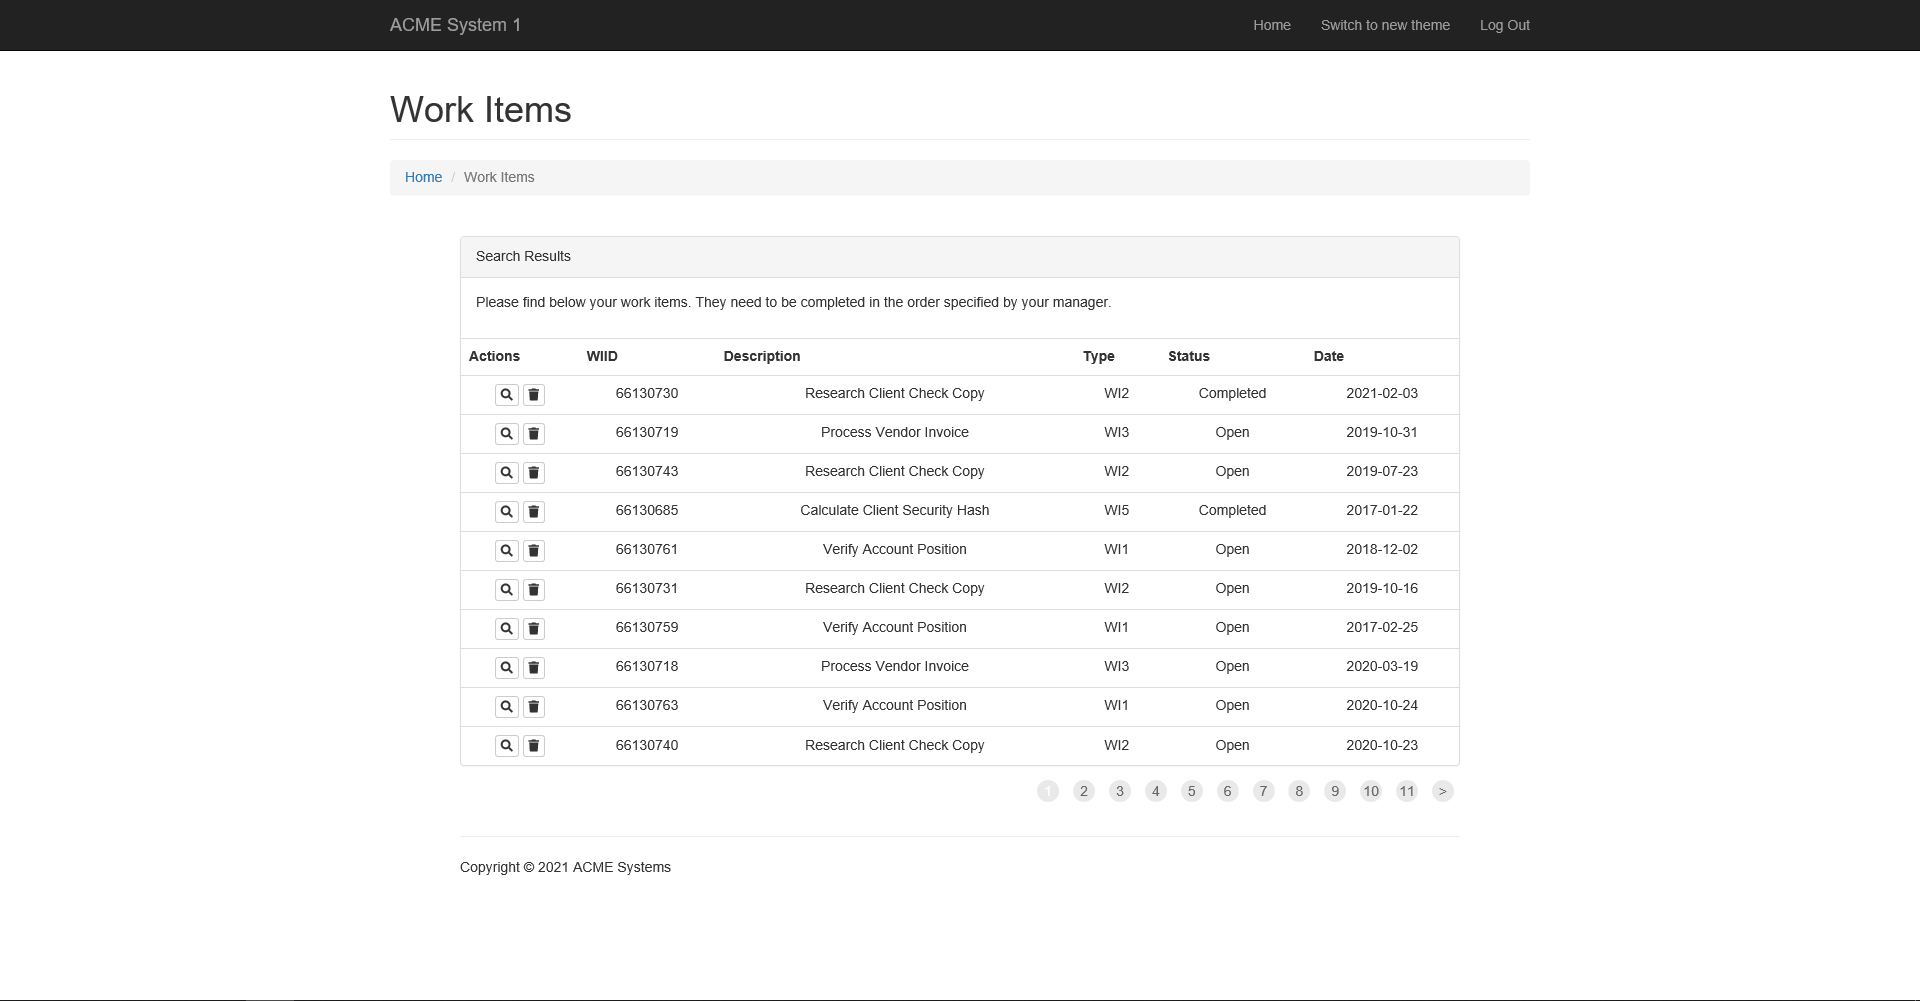 ACME System 1 Home Switch to new theme Log Out
Work Items
Home / Work Items
Search Results
Please find below your work items. They need to be completed in the order specified by your manager.
Actions WIID Description Type Status Date
66130730 Research Client Check Copy WI2 Completed 2021-02-03
66130719 Process Vendor Invoice WI3 Open 2019-10-31
66130743 Research Client Check Copy WI2 Open 2019-07-23
66130685 Calculate Client Security Hash WI5 Completed 2017-01-22
66130761 Verify Account Position WI1 Open 2018-12-02
66130731 Research Client Check Copy WI2 Open 2019-10-16
66130759 Verify Account Position WI1 Open 2017-02-25
66130718 Process Vendor Invoice WI3 Open 2020-03-19
66130763 Verify Account Position WI1 Open 2020-10-24
66130740 Research Client Check Copy WI2 Open 2020-10-23
1 2 3 4 5 6 7 8 9 10 11 >
Copyright © 2021 ACME Systems